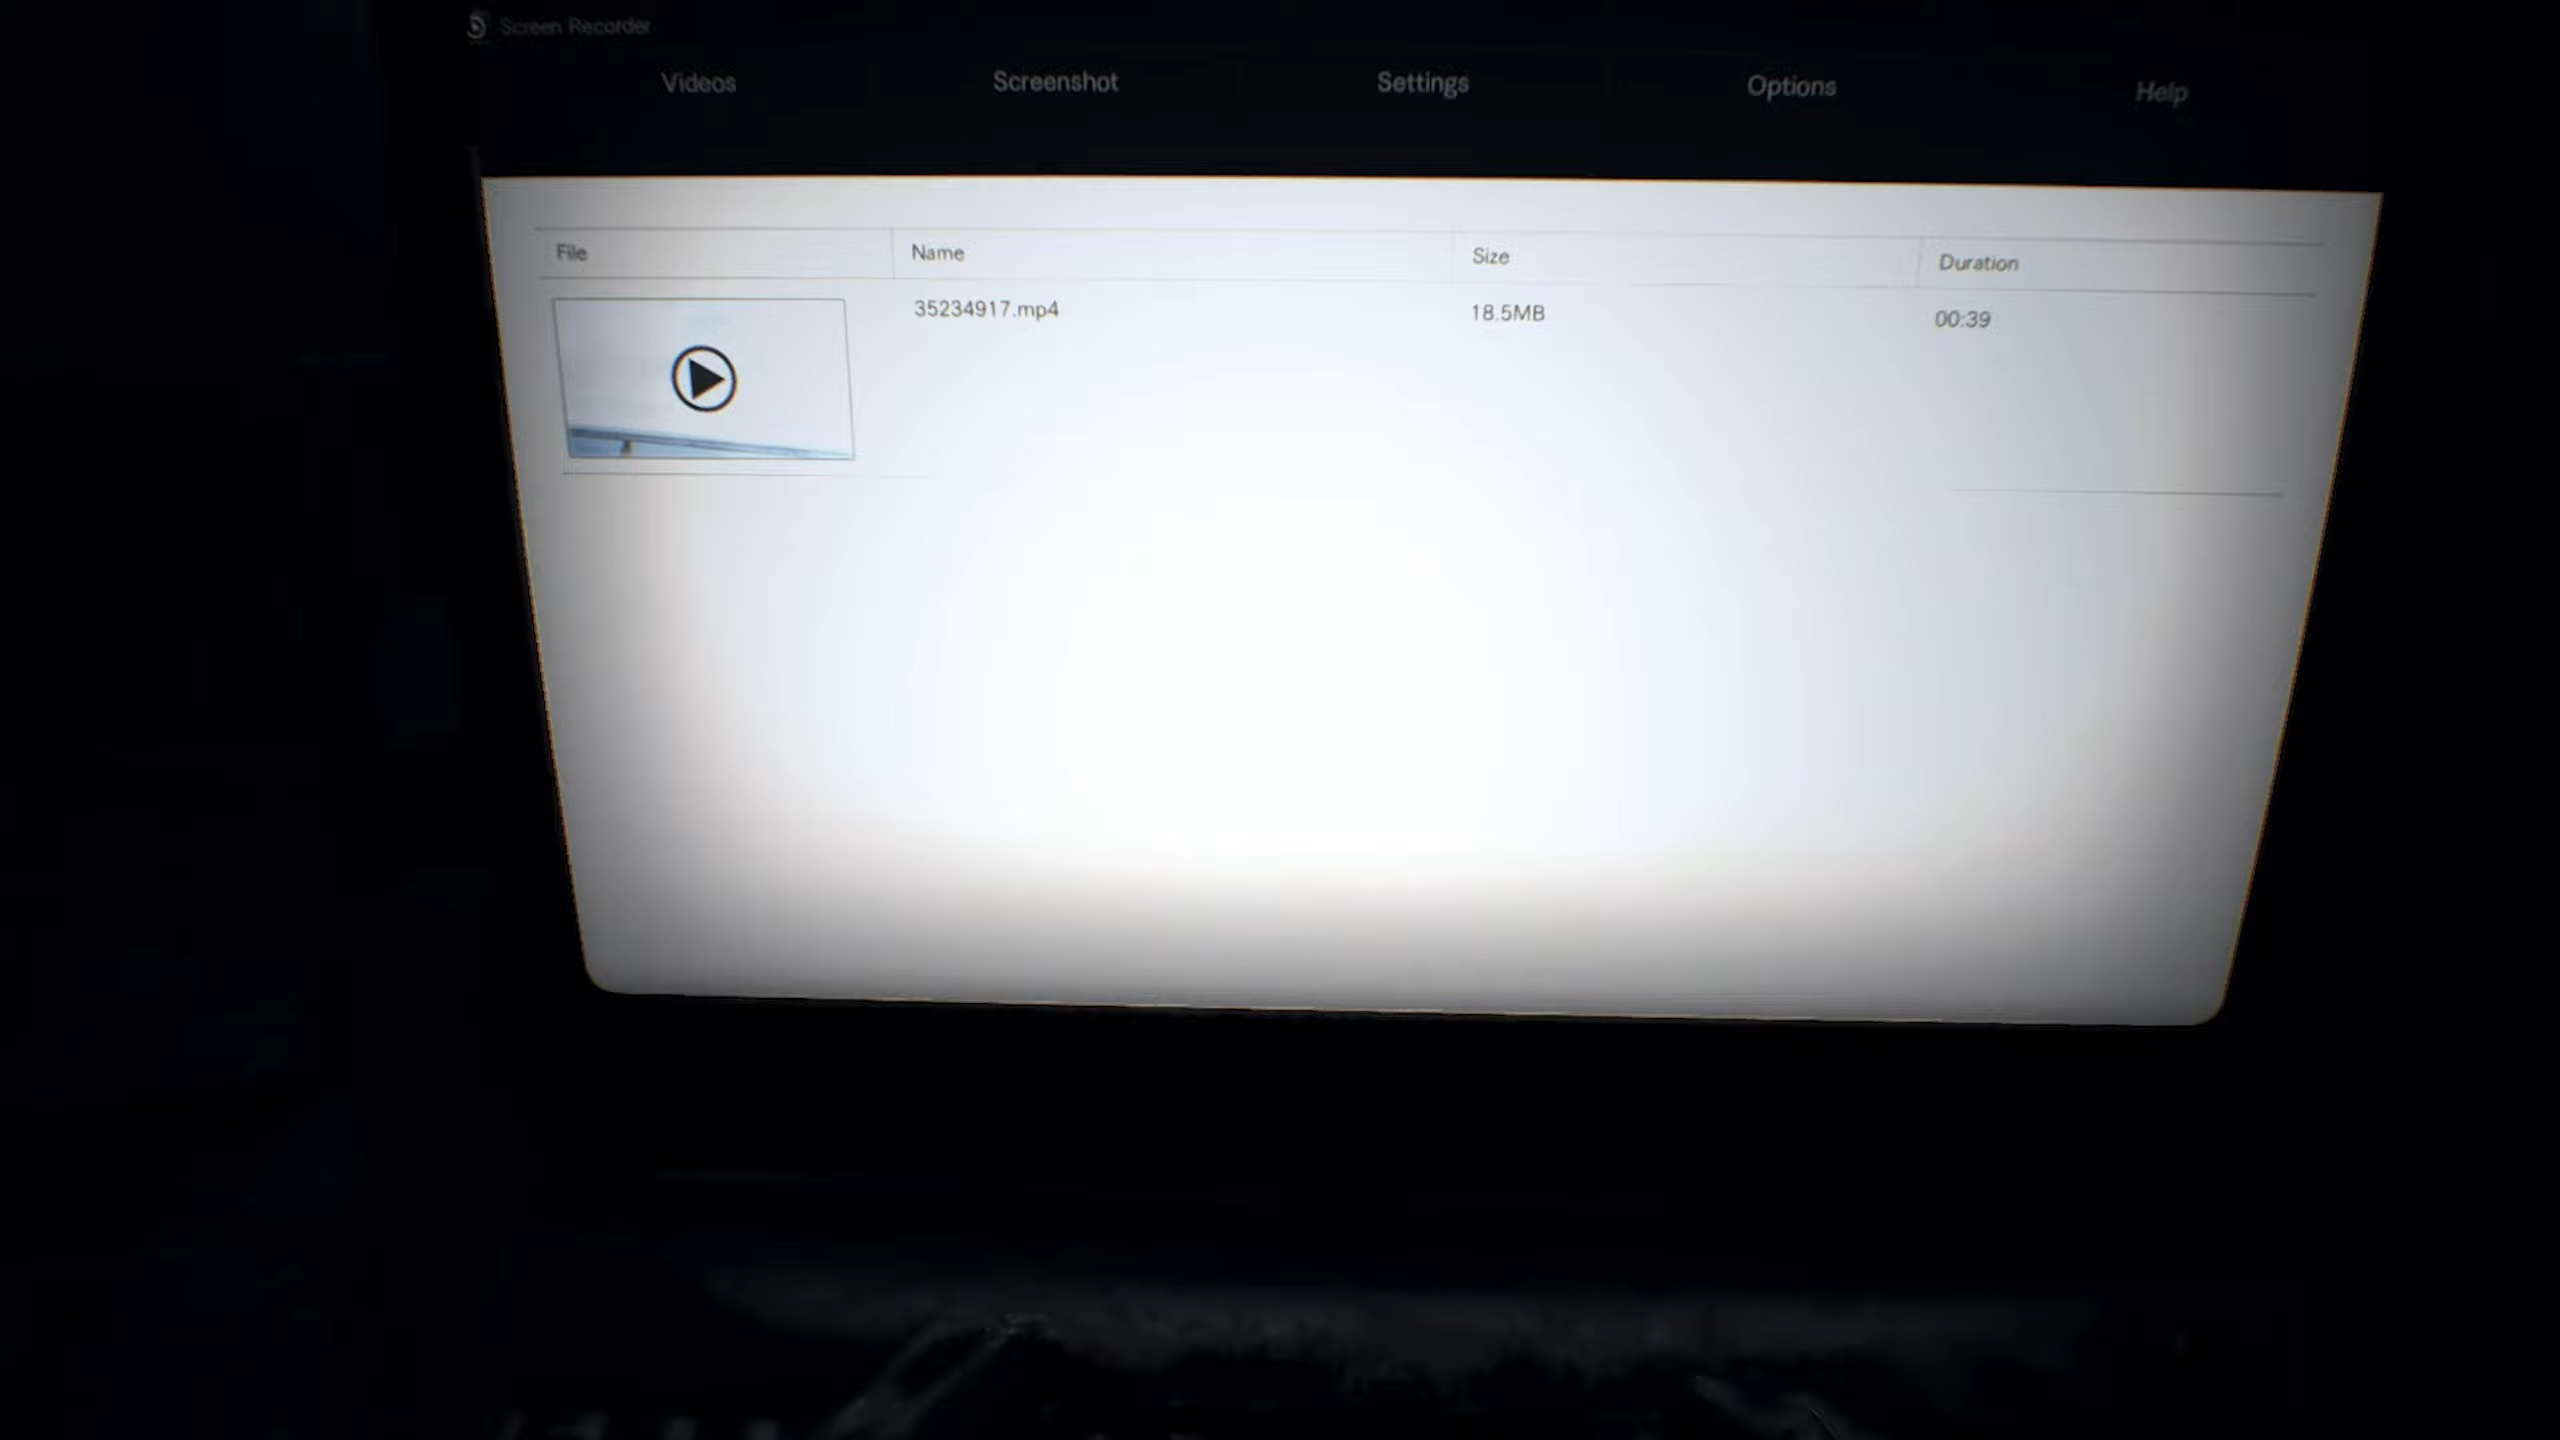 Screen Recorder
Videos Screenshot Settings Options Help
File Name Size Duration
35234917.mp4 18.5MB 00:39